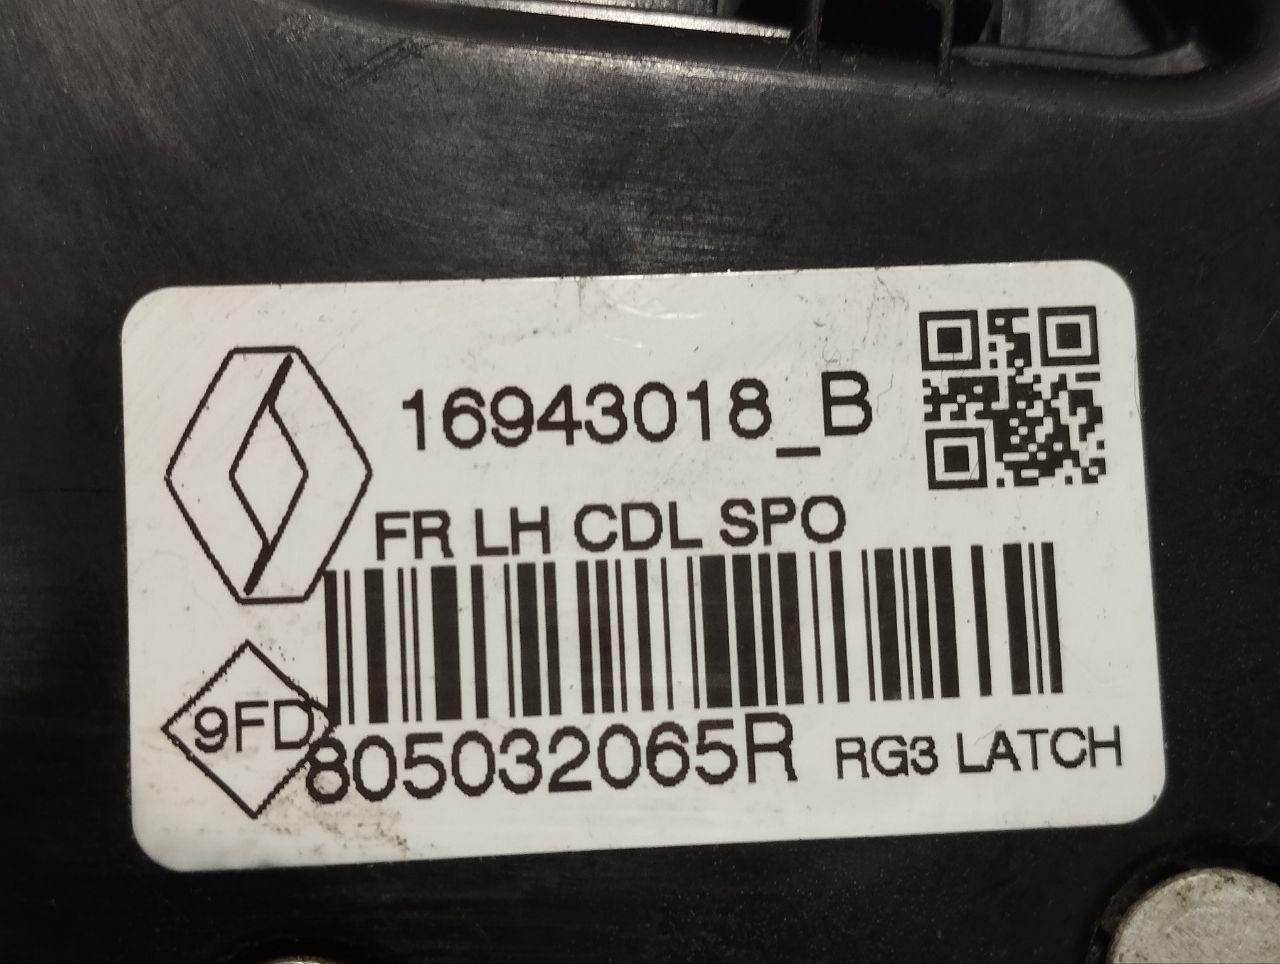 16943018_B
FR LH CDL SPO
9FD
805032065R
RG3 LATCH